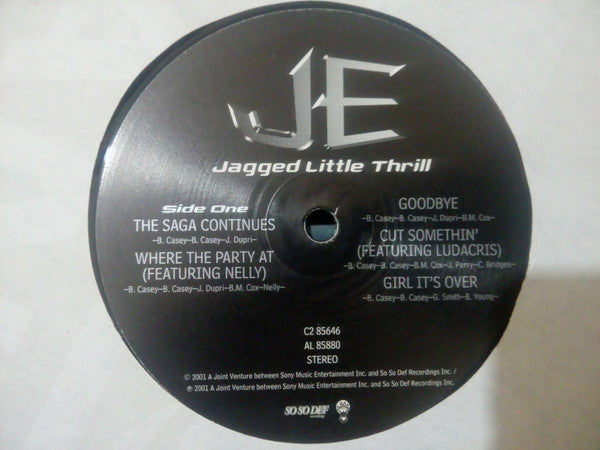 JE
Jagged Little Thrill
Side One
THE SAGA CONTINUES
–B. Casey–B. Casey–J. Dupri–
WHERE THE PARTY AT
(FEATURING NELLY)
–B. Casey–B. Casey–J. Dupri–B.M. Cox–Nelly–
GOODBYE
–B. Casey–B. Casey–J. Dupri–B.M. Cox–
CUT SOMETHIN'
(FEATURING LUDACRIS)
–B. Casey–B. Casey–B.M. Cox–J. Parry–C. Bridges–
GIRL IT'S OVER
–B. Casey–B. Casey–G. Smith–B. Young–
C2 85646
AL 85880
STEREO
© 2001 A Joint Venture between Sony Music Entertainment Inc. and So So Def Recordings Inc. /
℗ 2001 A Joint Venture between Sony Music Entertainment Inc. and So So Def Recordings Inc.
SO SO DEF